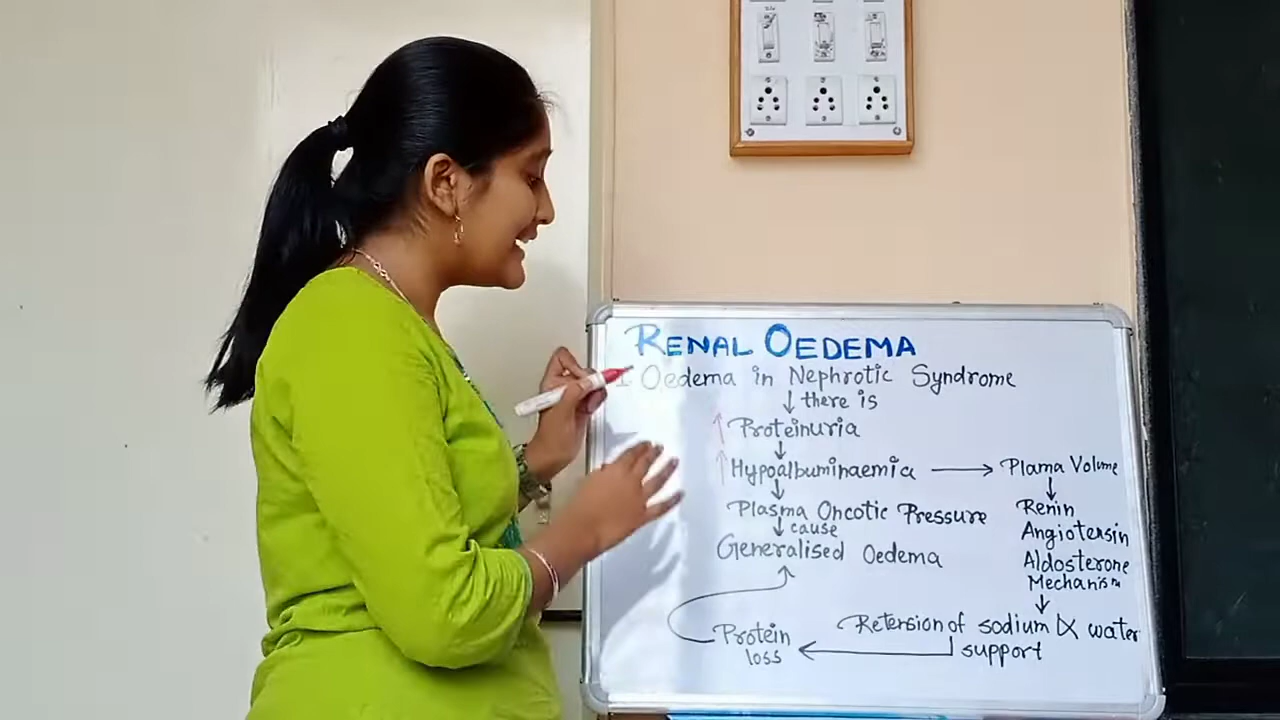 RENAL OEDEMA
I Oedema in Nephrotic Syndrome
↓ there is
↑ Proteinuria
↓
↑ Hypoalbuminaemia → Plama Volume
↓ ↓
Plasma Oncotic Pressure Renin
↓ cause Angiotensin
Generalised Oedema Aldosterone
Mechanism
↓
Protein loss ← Retension of sodium & water
support